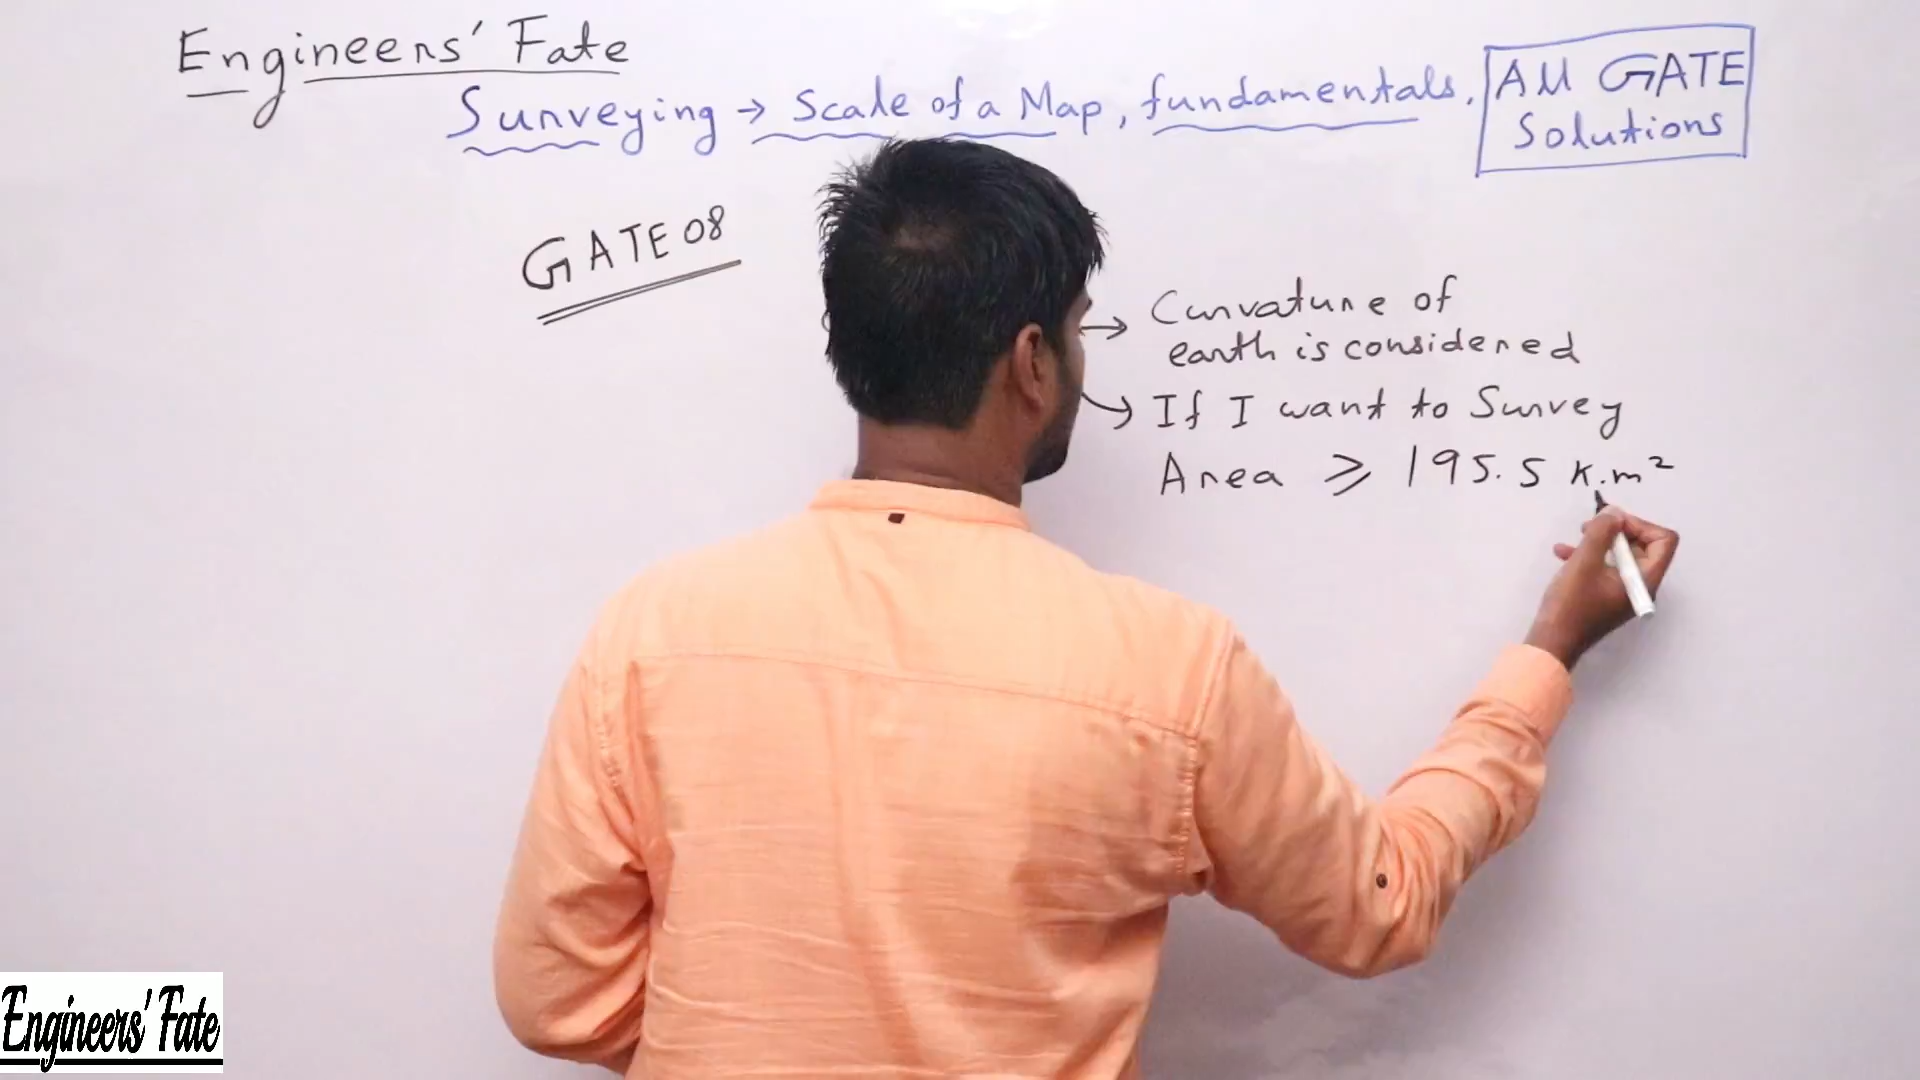 Engineers' Fate
Surveying → Scale of a Map, fundamentals,
All GATE
Solutions
GATE 08
→ Curvature of
earth is considered
→ If I want to Survey
Area ⩾ 195.5 k.m²
Engineers' Fate